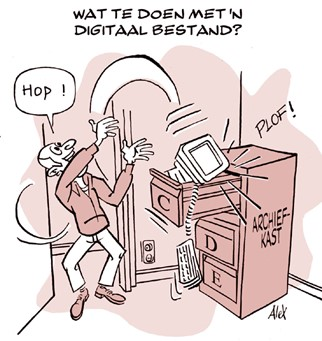 WAT TE DOEN MET 'N
DIGITAAL BESTAND?
HOP !
PLOF!
C
D
E
ARCHIEF-
KAST
Alex